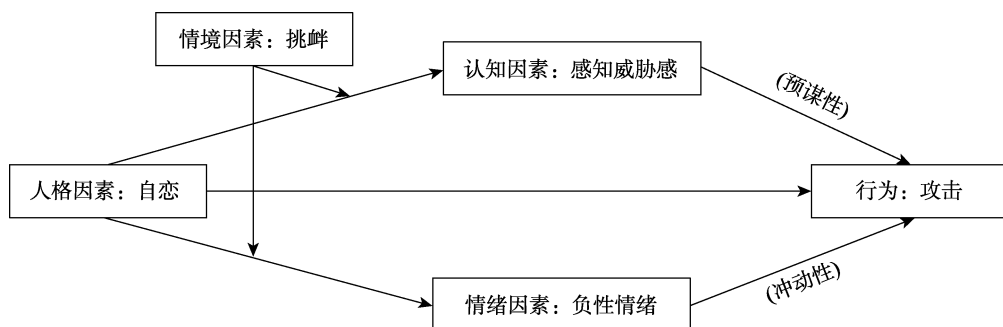 情境因素：挑衅
认知因素：感知威胁感
(预谋性)
人格因素：自恋
行为：攻击
(冲动性)
情绪因素：负性情绪